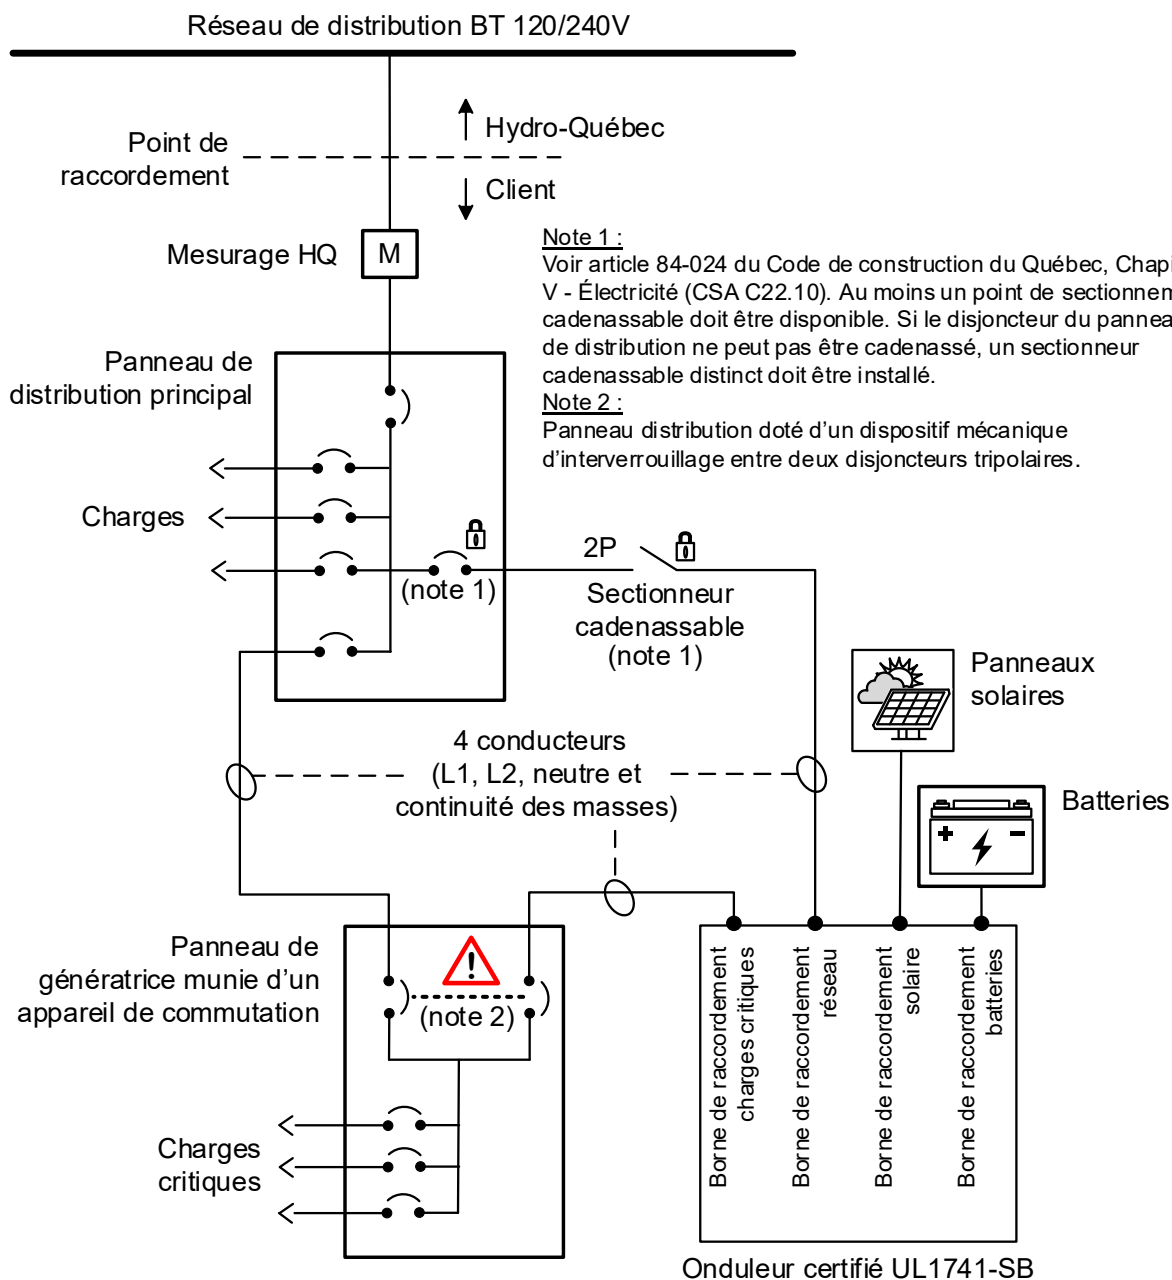 Réseau de distribution BT 120/240V
Hydro-Québec
Point de
raccordement
Client
Mesurage HQ
M
Note 1 :
Voir article 84-024 du Code de construction du Québec, Chapi
V - Électricité (CSA C22.10). Au moins un point de sectionnem
cadenassable doit être disponible. Si le disjoncteur du pannea
de distribution ne peut pas être cadenassé, un sectionneur
cadenassable distinct doit être installé.
Note 2 :
Panneau distribution doté d'un dispositif mécanique
d'interverrouillage entre deux disjoncteurs tripolaires.
Panneau de
distribution principal
Charges
(note 1)
2P
Sectionneur
cadenassable
(note 1)
Panneaux
solaires
4 conducteurs
(L1, L2, neutre et
continuité des masses)
Batteries
+ -
Panneau de
génératrice munie d'un
appareil de commutation
!
(note 2)
Charges
critiques
Borne de raccordement
charges critiques
Borne de raccordement
réseau
Borne de raccordement
solaire
Borne de raccordement
batteries
Onduleur certifié UL1741-SB